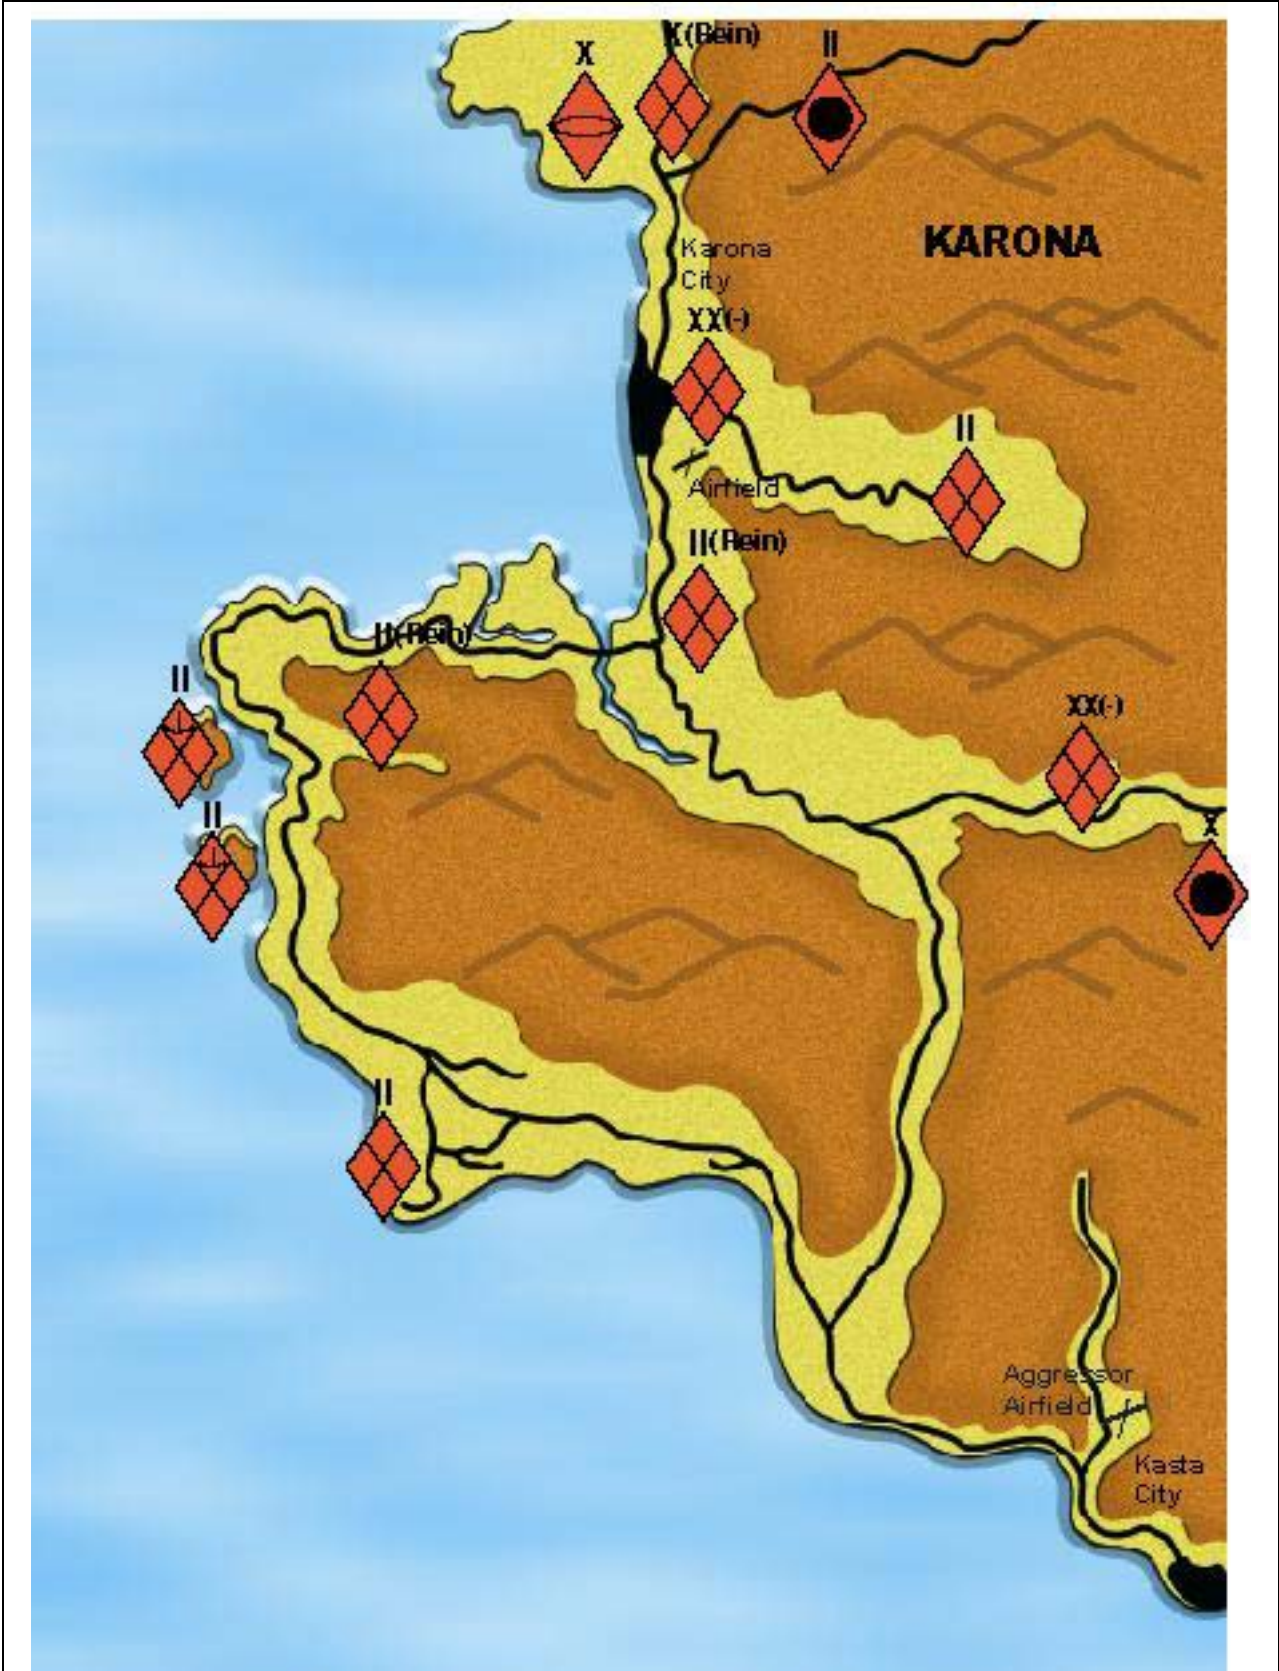 X(Rein)
II
X
KARONA
Karona
City
XX(-)
II
Airfield
II(Rein)
II(Rein)
II
XX(-)
II
X
II
Aggressor
Airfield
Kasta
City